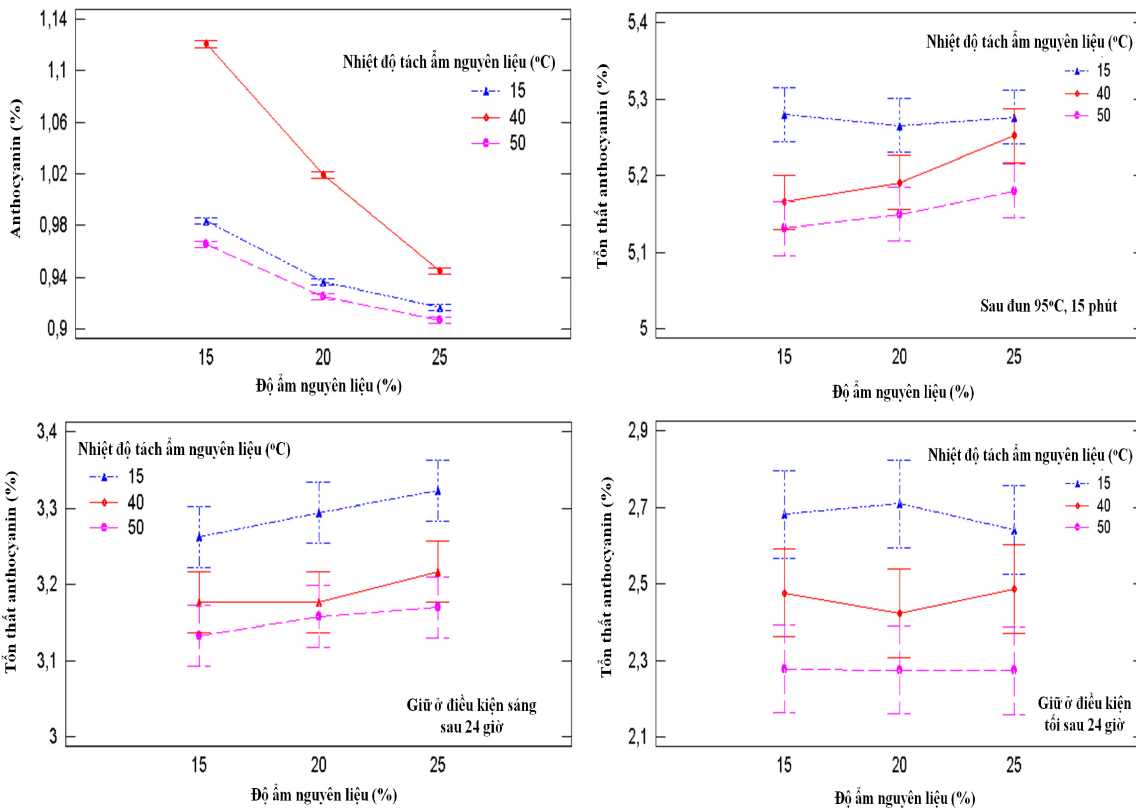 1,14
1,1
1,06
1,02
0,98
0,94
0,9
Anthocyanin (%)
Nhiệt độ tách ẩm nguyên liệu (°C)
15
40
50
15
20
25
Độ ẩm nguyên liệu (%)
5,4
5,3
5,2
5,1
5
Tổn thất anthocyanin (%)
Nhiệt độ tách ẩm nguyên liệu (°C)
15
40
50
Sau đun 95°C, 15 phút
15
20
25
Độ ẩm nguyên liệu (%)
3,4
3,3
3,2
3,1
3
Tổn thất anthocyanin (%)
Nhiệt độ tách ẩm nguyên liệu (°C)
15
40
50
Giữ ở điều kiện sáng
sau 24 giờ
15
20
25
Độ ẩm nguyên liệu (%)
2,9
2,7
2,5
2,3
2,1
Tổn thất anthocyanin (%)
Nhiệt độ tách ẩm nguyên liệu (°C)
15
40
50
Giữ ở điều kiện
tối sau 24 giờ
15
20
25
Độ ẩm nguyên liệu (%)